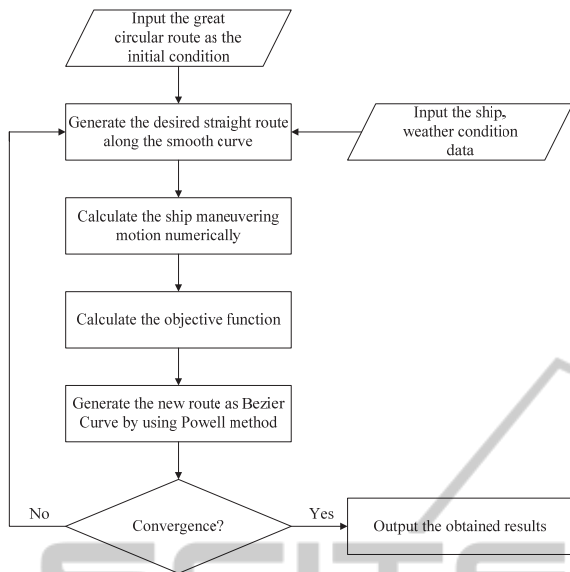 Input the great
circular route as the
initial condition
Generate the desired straight route
along the smooth curve
Input the ship,
weather condition
data
Calculate the ship maneuvering
motion numerically
Calculate the objective function
Generate the new route as Bezier
Curve by using Powell method
No
Convergence?
Yes
Output the obtained results